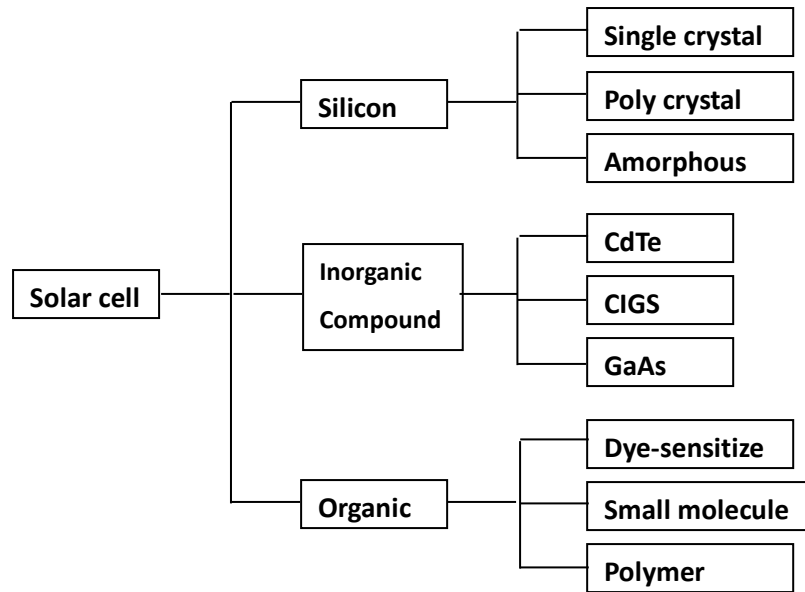 Solar cell
Silicon
Single crystal
Poly crystal
Amorphous
Inorganic
Compound
CdTe
CIGS
GaAs
Organic
Dye-sensitize
Small molecule
Polymer